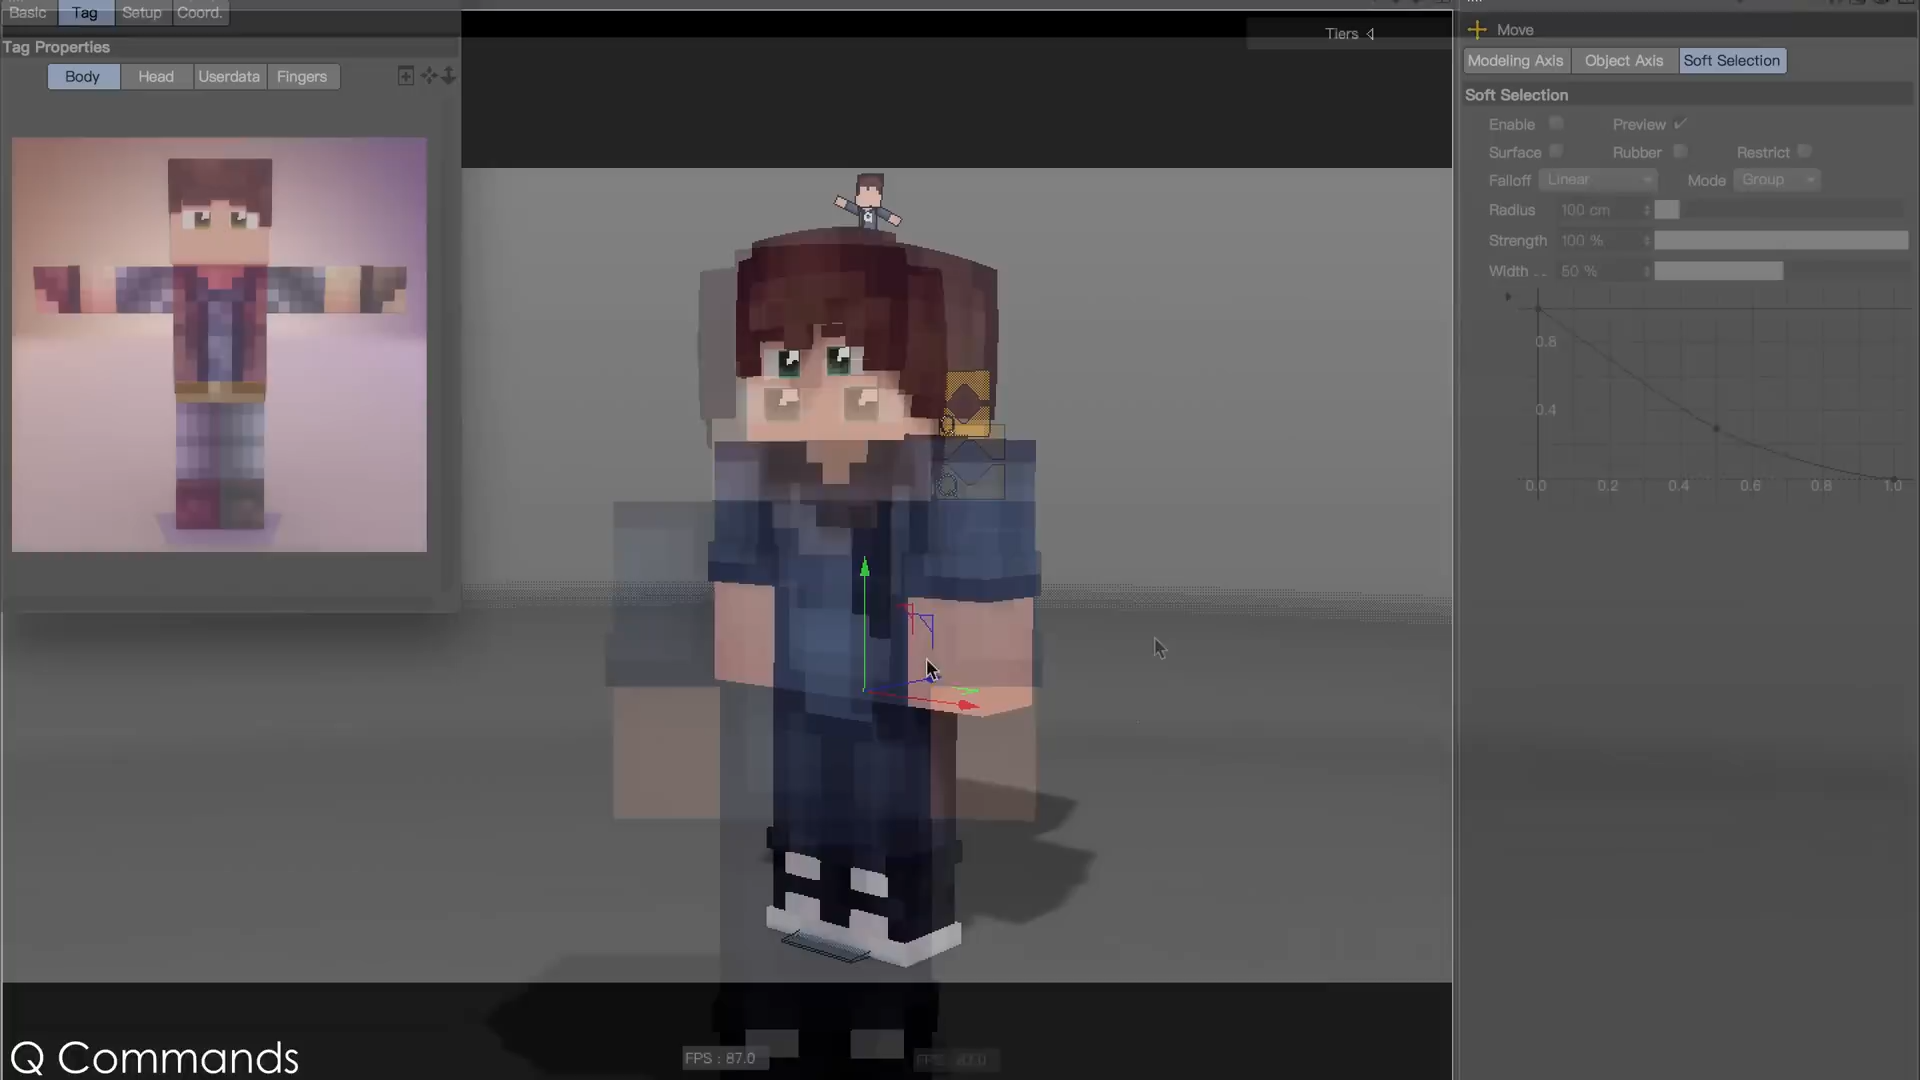 Basic Tag Setup Coord.
Tag Properties
Body Head Userdata Fingers
Tiers
Move
Modeling Axis Object Axis Soft Selection
Soft Selection
Enable Preview
Surface Rubber Restrict
Falloff Linear Mode Group
Radius 100 cm
Strength 100 %
Width .. 50 %
0.8
0.4
0.0 0.2 0.4 0.6 0.8 1.0
Q Commands
FPS : 87.0